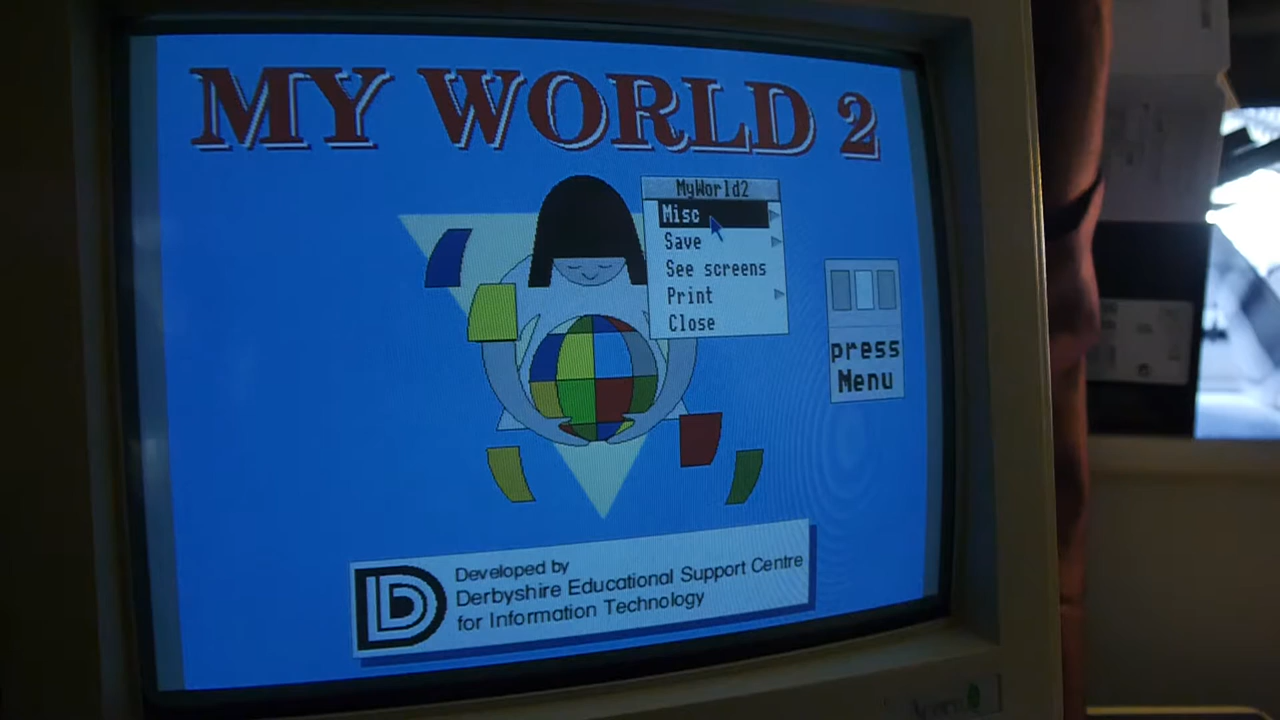 MY WORLD 2
MyWorld2
Misc
Save
See screens
Print
Close
press
Menu
Developed by
Derbyshire Educational Support Centre
for Information Technology